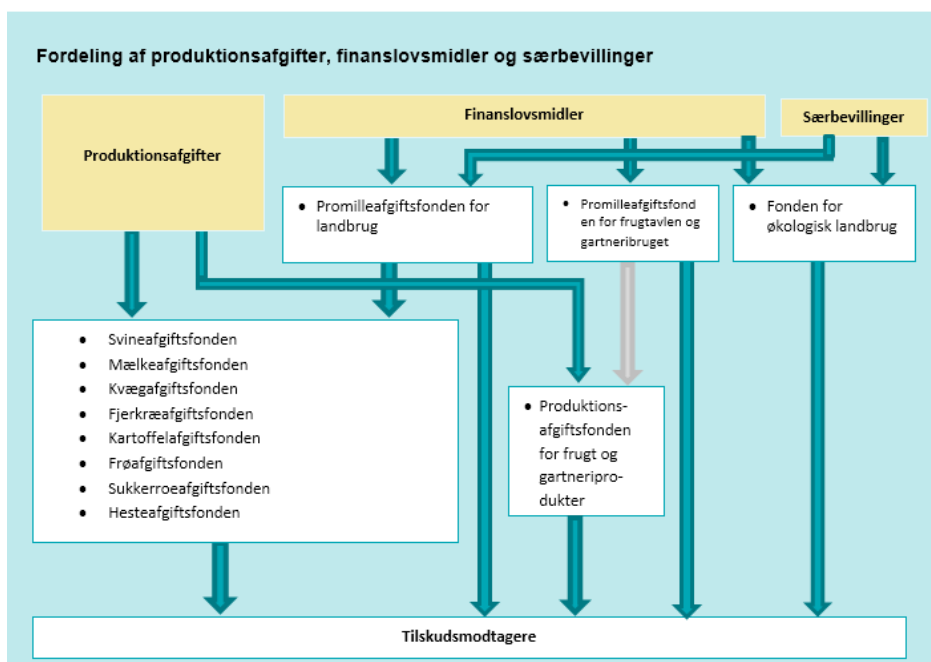 Fordeling af produktionsafgifter, finanslovsmidler og særbevillinger
Produktionsafgifter
Finanslovsmidler
Særbevillinger
• Promilleafgiftsfonden for
landbrug
• Promilleafgiftsfond
en for frugtavlen og
gartneribruget
• Fonden for
økologisk landbrug
• Svineafgiftsfonden
• Mælkeafgiftsfonden
• Kvægafgiftsfonden
• Fjerkræafgiftsfonden
• Kartoffelafgiftsfonden
• Frøafgiftsfonden
• Sukkerroeafgiftsfonden
• Hesteafgiftsfonden
• Produktions-
afgiftsfonden
for frugt og
gartneripro-
dukter
Tilskudsmodtagere